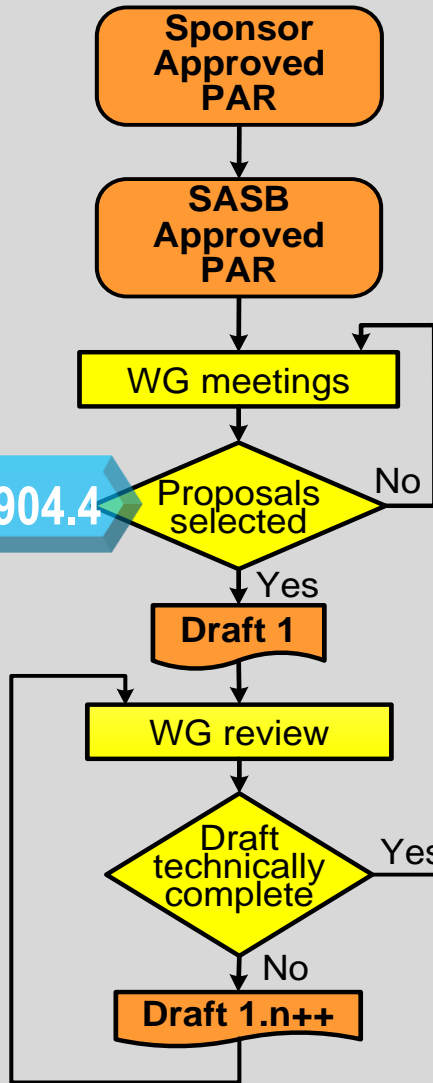 Sponsor
Approved
PAR
SASB
Approved
PAR
WG meetings
904.4
Proposals
selected
No
Yes
Draft 1
WG review
Draft
technically
complete
Yes
No
Draft 1.n++